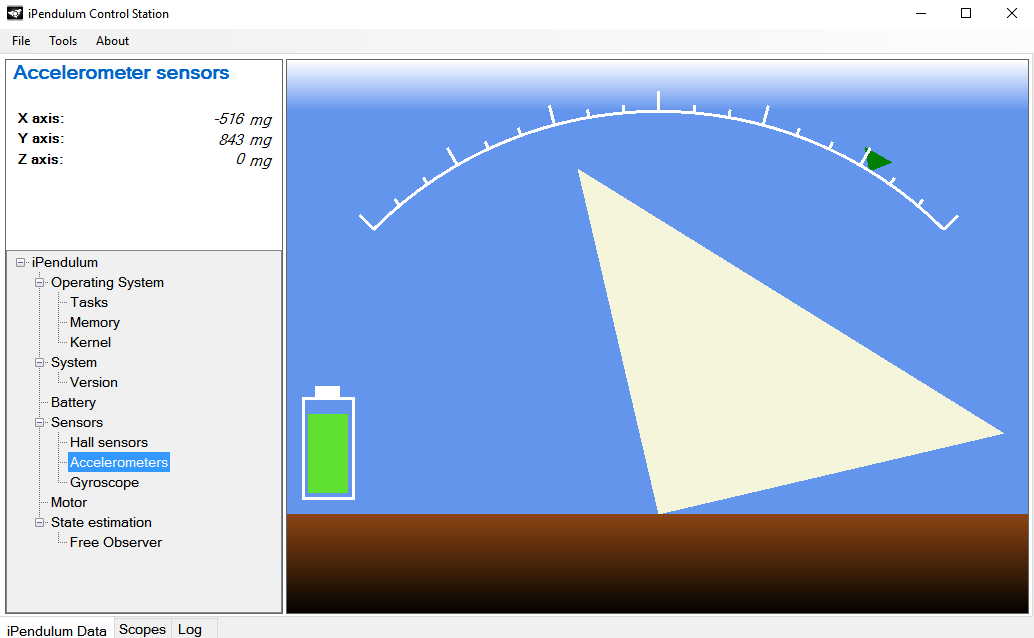 iPendulum Control Station
File Tools About
Accelerometer sensors
X axis: -516 mg
Y axis: 843 mg
Z axis: 0 mg
iPendulum
Operating System
Tasks
Memory
Kernel
System
Version
Battery
Sensors
Hall sensors
Accelerometers
Gyroscope
Motor
State estimation
Free Observer
iPendulum Data Scopes Log